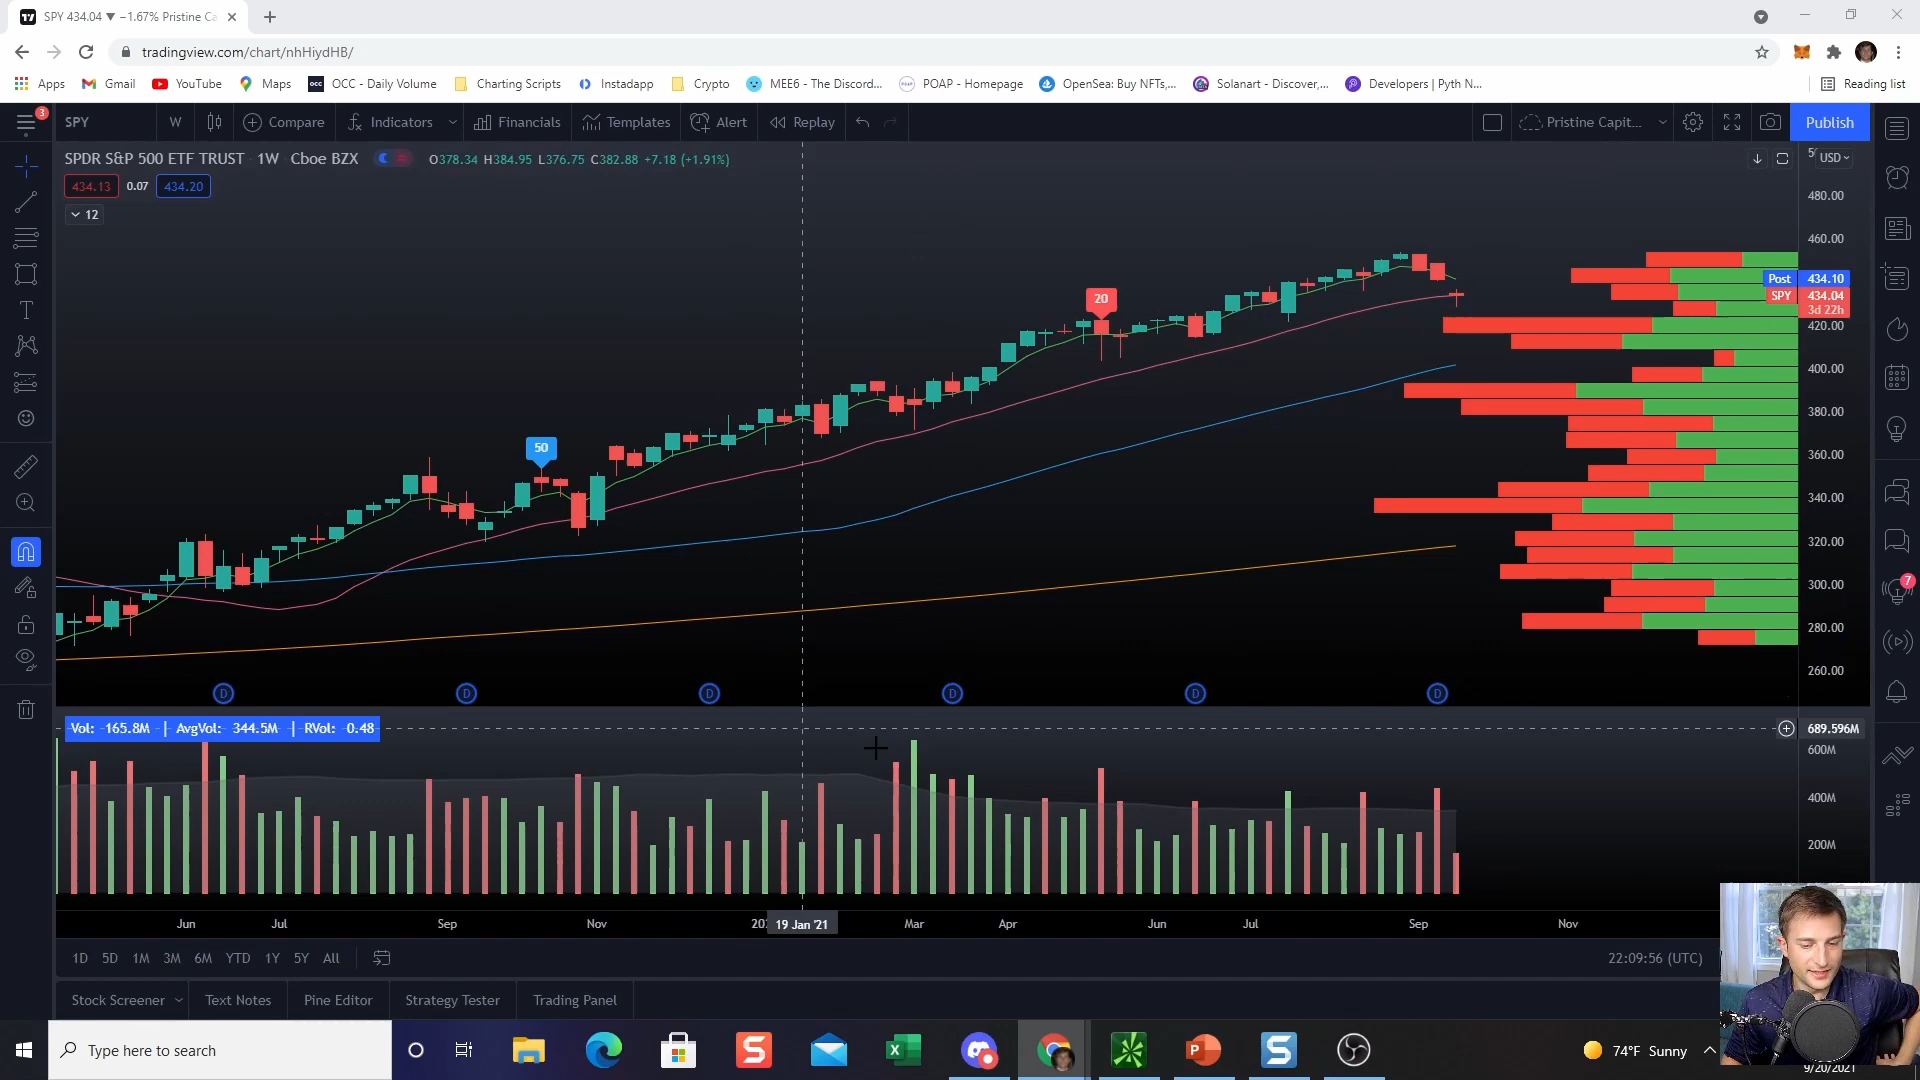 SPY 434.04 ▼ −1.67% Pristine Ca
tradingview.com/chart/nhHiydHB/
Apps Gmail YouTube Maps OCC - Daily Volume Charting Scripts Instadapp Crypto MEE6 - The Discord... POAP - Homepage OpenSea: Buy NFTs,... Solanart - Discover,... Developers | Pyth N... Reading list
3
SPY W Compare Indicators Financials Templates Alert Replay Pristine Capit... Publish
SPDR S&P 500 ETF TRUST 1W Cboe BZX O378.34 H384.95 L376.75 C382.88 +7.18 (+1.91%)
USD
434.13 0.07 434.20
12
480.00
460.00
Post 434.10
SPY 434.04
3d 22h
420.00
400.00
380.00
360.00
340.00
320.00
300.00
280.00
260.00
20
50
7
D D D D D D
Vol: 165.8M | AvgVol: 344.5M | RVol: 0.48
689.596M
600M
400M
200M
Jun Jul Sep Nov 202 19 Jan '21 Mar Apr Jun Jul Sep Nov
1D 5D 1M 3M 6M YTD 1Y 5Y All
22:09:56 (UTC)
Stock Screener Text Notes Pine Editor Strategy Tester Trading Panel
Type here to search
74°F Sunny
9/20/2021